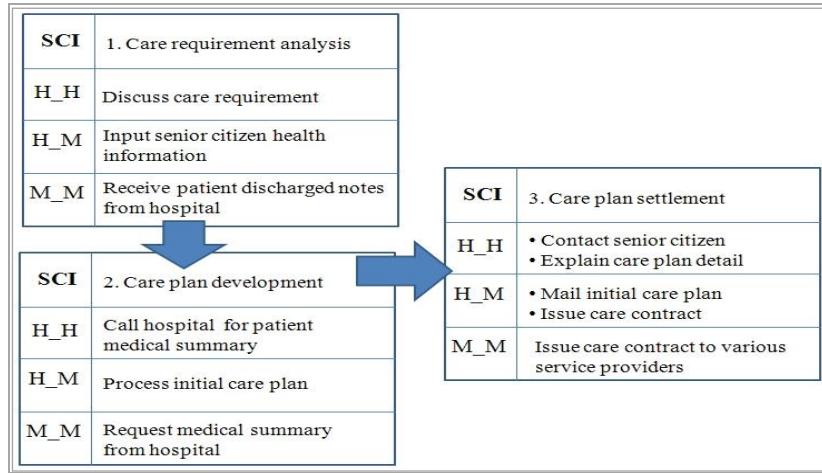 SCI 1. Care requirement analysis
H_H Discuss care requirement
H_M Input senior citizen health
information
M_M Receive patient discharged notes
from hospital
SCI 2. Care plan development
H_H Call hospital for patient
medical summary
H_M Process initial care plan
M_M Request medical summary
from hospital
SCI 3. Care plan settlement
H_H • Contact senior citizen
• Explain care plan detail
H_M • Mail initial care plan
• Issue care contract
M_M Issue care contract to various
service providers